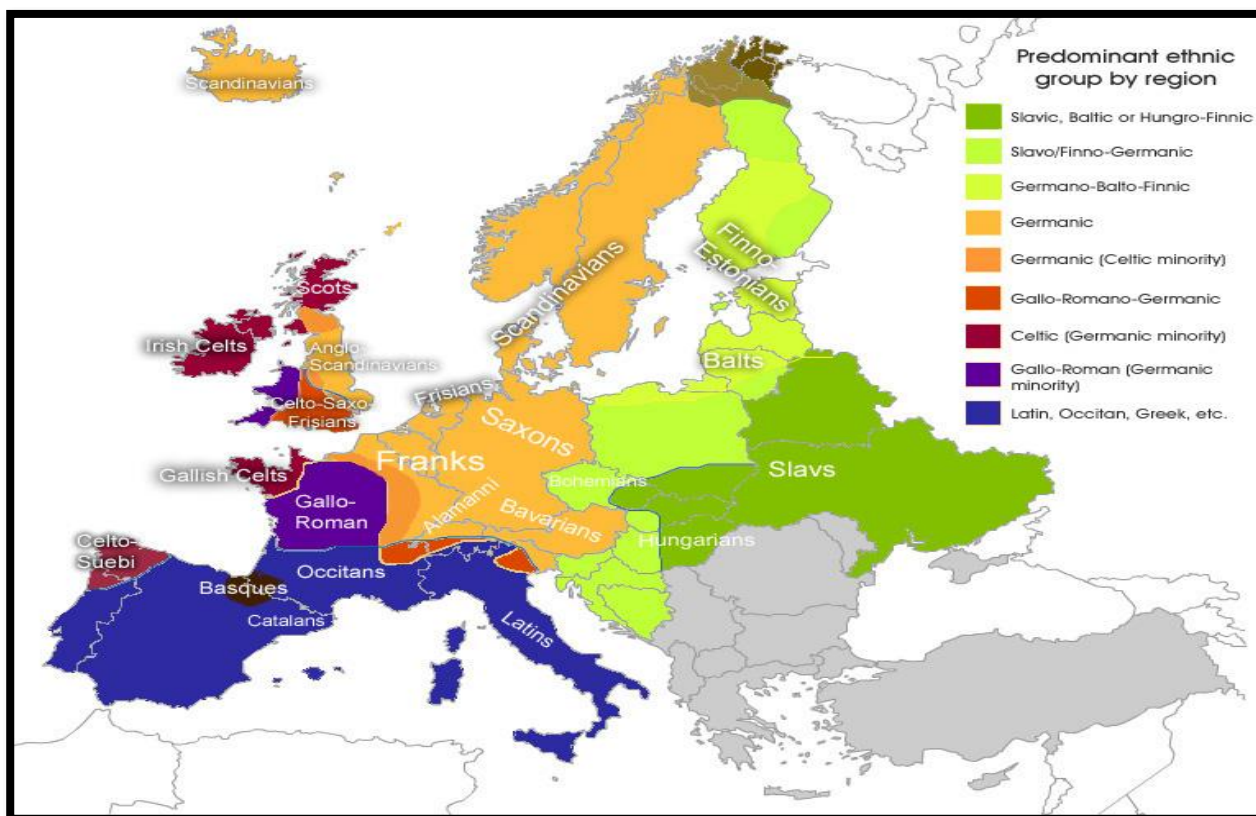 Predominant ethnic
group by region
Slavic, Baltic or Hungro-Finnic
Slavo/Finno-Germanic
Germano-Balto-Finnic
Germanic
Germanic (Celtic minority)
Gallo-Romano-Germanic
Celtic (Germanic minority)
Gallo-Roman (Germanic
minority)
Latin, Occitan, Greek, etc.
Scandinavians
Scandinavians
Finno-
Estonians
Scots
Irish Celts
Anglo-
Scandinavians
Celto-Saxo-
Frisians
Frisians
Balts
Saxons
Franks
Gallish Celts
Gallo-
Roman
Alamanni
Bavarians
Bohemians
Slavs
Hungarians
Celto-
Suebi
Basques
Occitans
Catalans
Latins